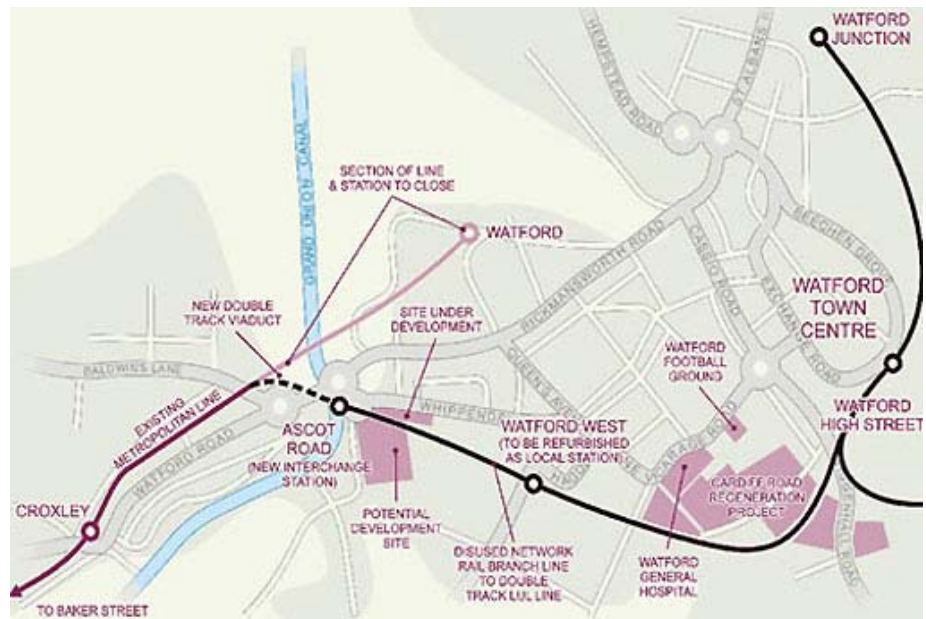 WATFORD
JUNCTION
HEMPSTEAD ROAD
ST ALBANS
GRAND UNION CANAL
SECTION OF LINE
& STATION TO CLOSE
WATFORD
BEECHEN GROVE
RICKMANSWORTH ROAD
CASSIO ROAD
EXCHANGE ROAD
WATFORD
TOWN
CENTRE
NEW DOUBLE
TRACK VIADUCT
SITE UNDER
DEVELOPMENT
WATFORD
FOOTBALL
GROUND
BALDWINS LANE
QUEEN'S AVENUE
EXISTING
METROPOLITAN LINE
WHIPPENDELL
WATFORD ROAD
ASCOT
ROAD
(NEW INTERCHANGE
STATION)
WATFORD WEST
(TO BE REFURBISHED
AS LOCAL STATION)
VICARAGE ROAD
WATFORD
HIGH STREET
CARDIFF ROAD
REGENERATION
PROJECT
CROXLEY
POTENTIAL
DEVELOPMENT
SITE
DISUSED NETWORK
RAIL BRANCH LINE
TO DOUBLE
TRACK LUL LINE
WATFORD
GENERAL
HOSPITAL
TO BAKER STREET